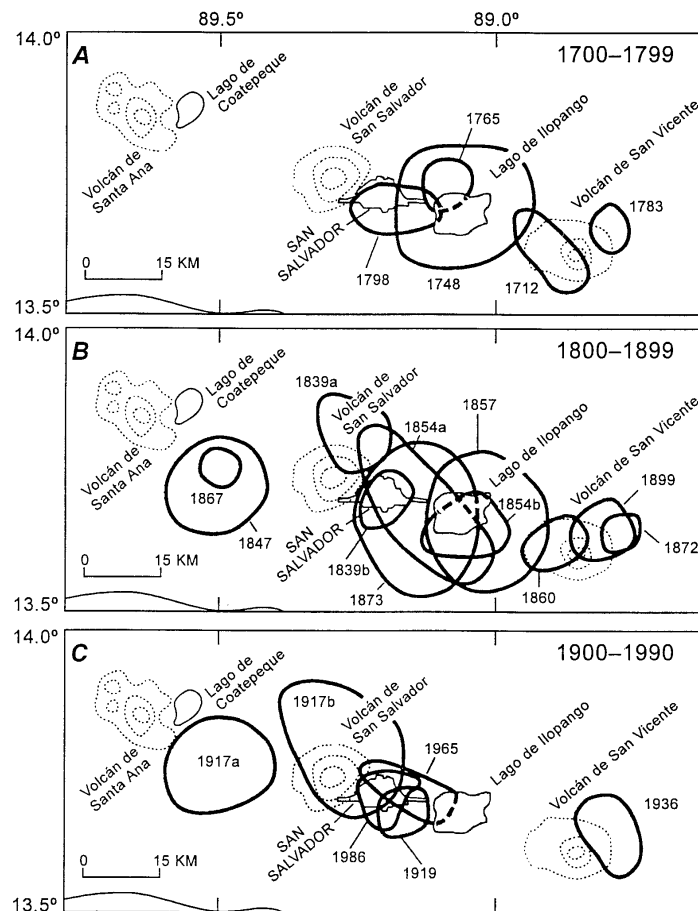 89.5º 89.0º
14.0º
A
1700–1799
Lago de
Coatepeque
Volcán de
Santa Ana
Volcán de
San Salvador
1765
Lago de Ilopango
Volcán de San Vicente
1783
SAN
SALVADOR
0 15 KM
1798 1748 1712
13.5º
14.0º
B
1800–1899
Lago de
Coatepeque
Volcán de
Santa Ana
1839a
Volcán de
San Salvador
1854a
1857
Lago de Ilopango
Volcán de San Vicente
1899
1867
1847
1854b
1872
SAN
SALVADOR
1839b
1873
1860
0 15 KM
13.5º
14.0º
C
1900–1990
Lago de
Coatepeque
Volcán de
Santa Ana
1917a
1917b
Volcán de
San Salvador
1965
Lago de Ilopango
Volcán de San Vicente
1936
SAN
SALVADOR
1986
1919
0 15 KM
13.5º